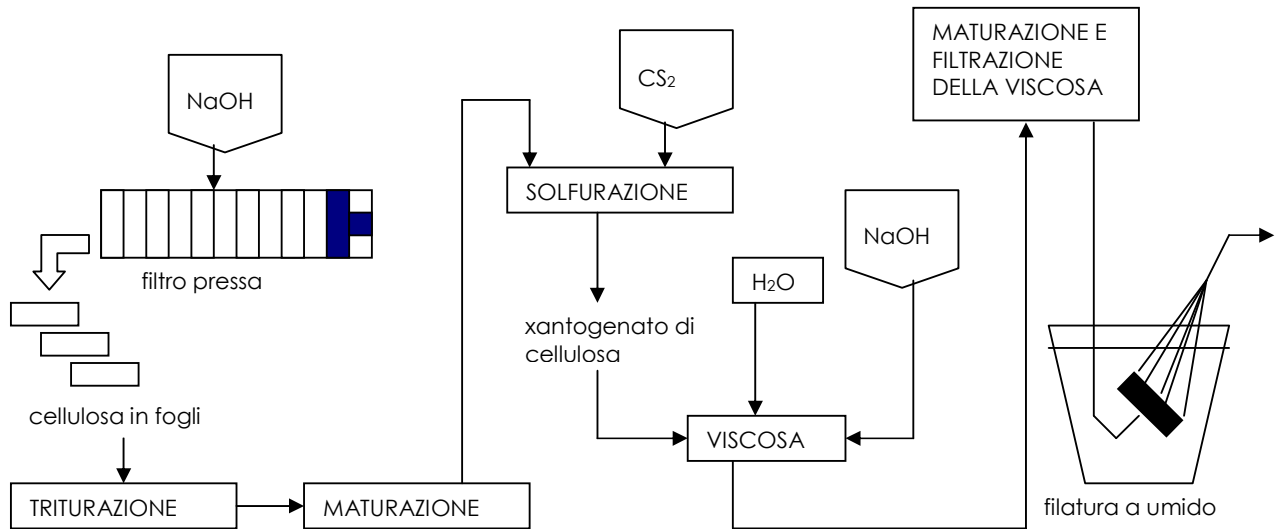 NaOH
filtro pressa
cellulosa in fogli
TRITURAZIONE
MATURAZIONE
CS₂
SOLFURAZIONE
xantogenato di
cellulosa
H₂O
NaOH
VISCOSA
MATURAZIONE E
FILTRAZIONE
DELLA VISCOSA
filatura a umido